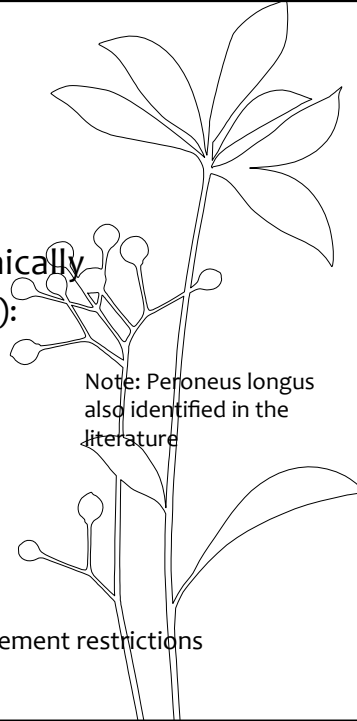 nically
):
Note: Peroneus longus
also identified in the
literature
ement restrictions